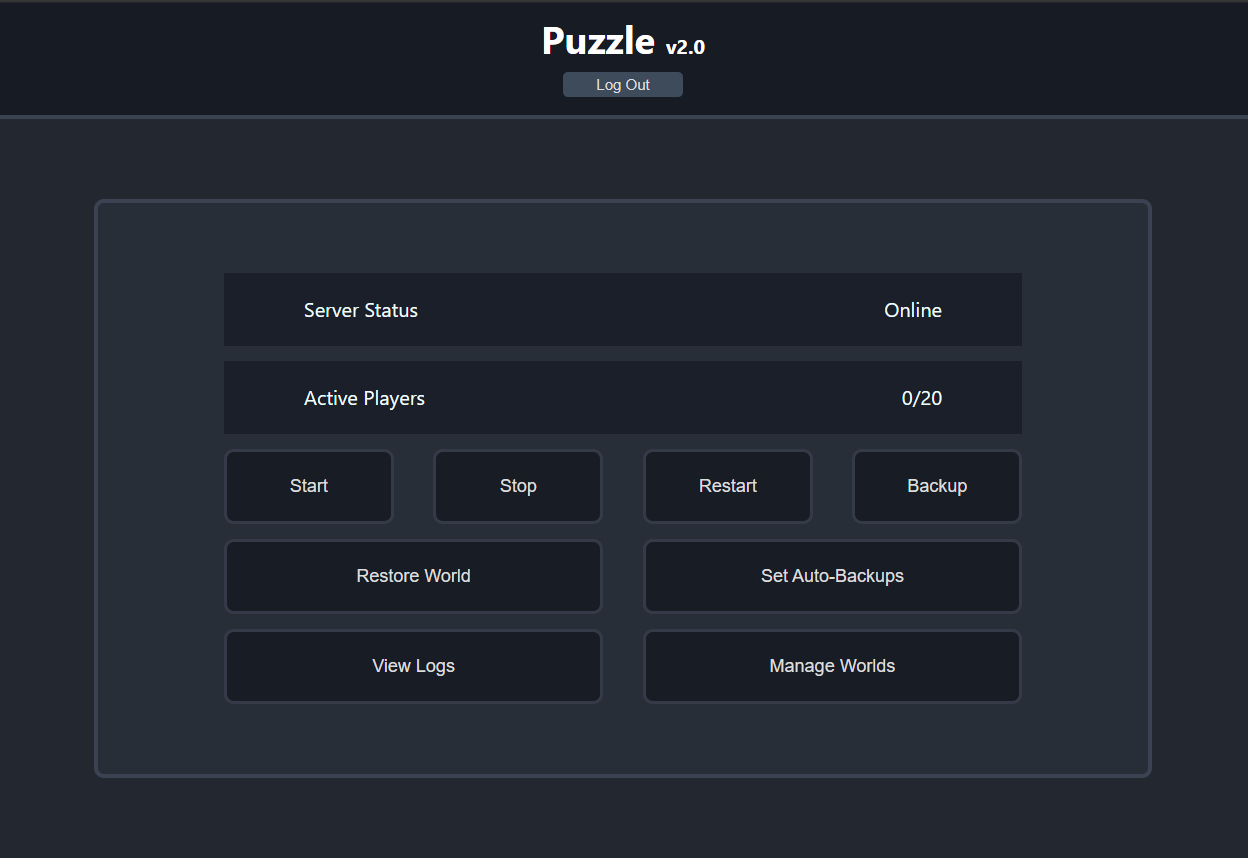 Puzzle v2.0
Log Out
Server Status Online
Active Players 0/20
Start Stop Restart Backup
Restore World Set Auto-Backups
View Logs Manage Worlds